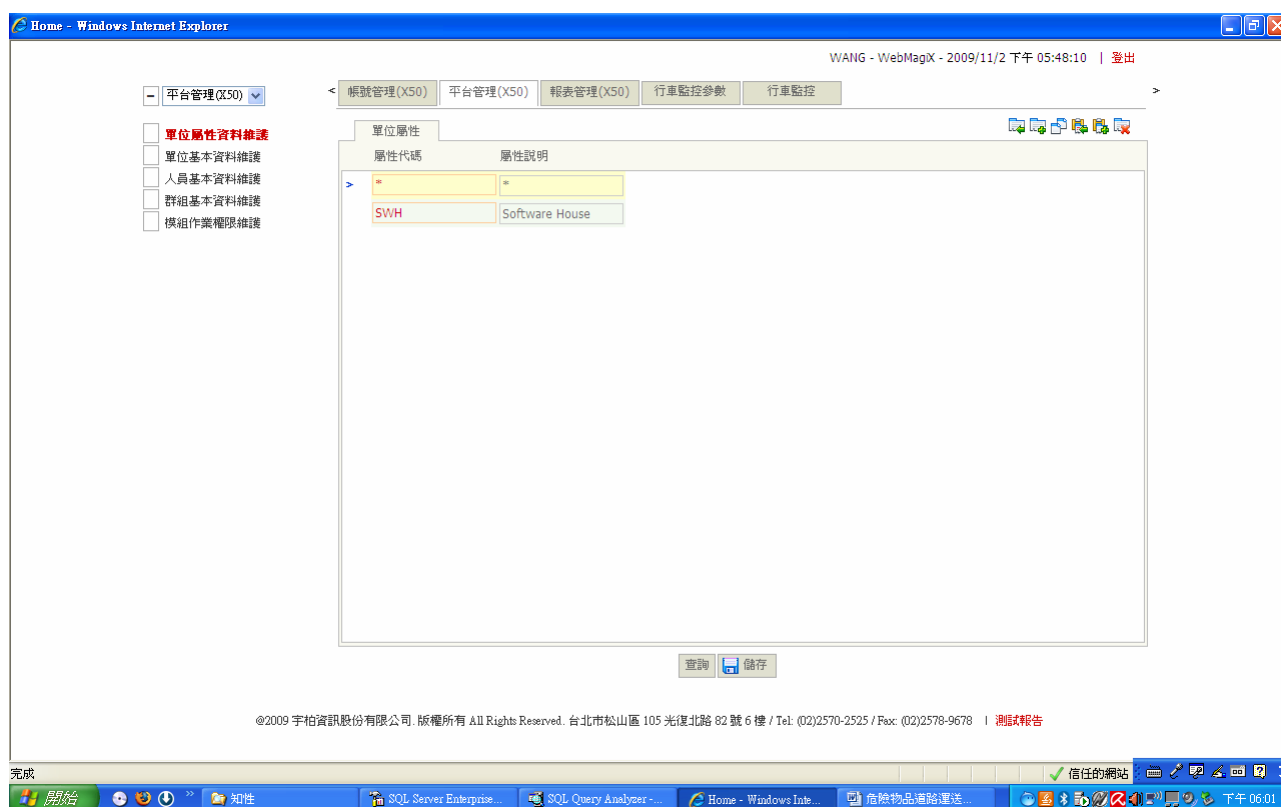 Home - Windows Internet Explorer
WANG - WebMagiX - 2009/11/2 下午 05:48:10 | 登出
平台管理(X50)
< 帳號管理(X50) 平台管理(X50) 報表管理(X50) 行車監控參數 行車監控 >
單位屬性資料維護
單位基本資料維護
人員基本資料維護
群組基本資料維護
模組作業權限維護
單位屬性
屬性代碼 屬性說明
> * *
SWH Software House
查詢 儲存
@2009 宇柏資訊股份有限公司. 版權所有 All Rights Reserved. 台北市松山區 105 光復北路 82 號 6 樓 / Tel: (02)2570-2525 / Fax: (02)2578-9678 | 測試報告
完成 信任的網站
開始 » 知性 SQL Server Enterprise... SQL Query Analyzer -... Home - Windows Inte... 危險物品道路運送... 下午 06:01